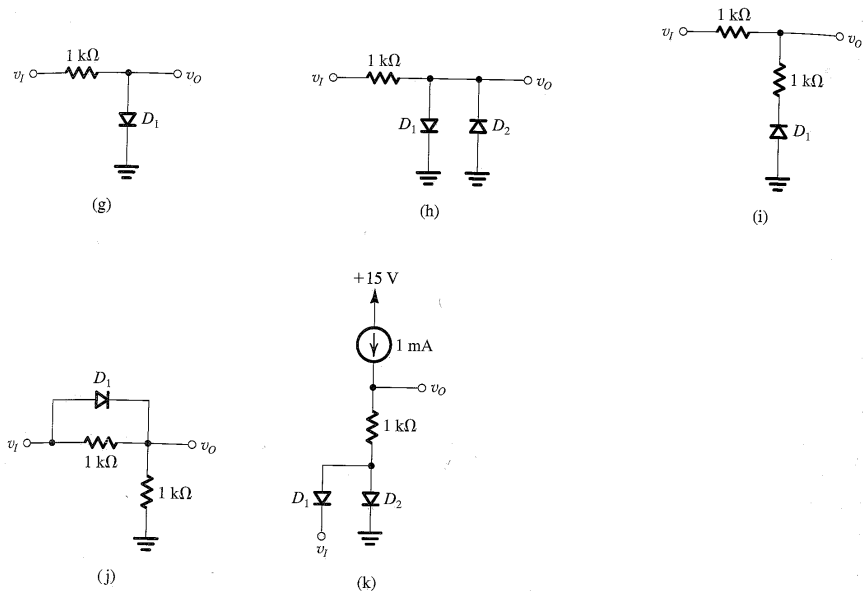 1 kΩ
v_I
v_O
D_1
(g)
1 kΩ
v_I
v_O
D_1
D_2
(h)
1 kΩ
v_I
v_O
1 kΩ
D_1
(i)
D_1
v_I
v_O
1 kΩ
1 kΩ
(j)
+15 V
1 mA
v_O
1 kΩ
D_1
D_2
v_I
(k)